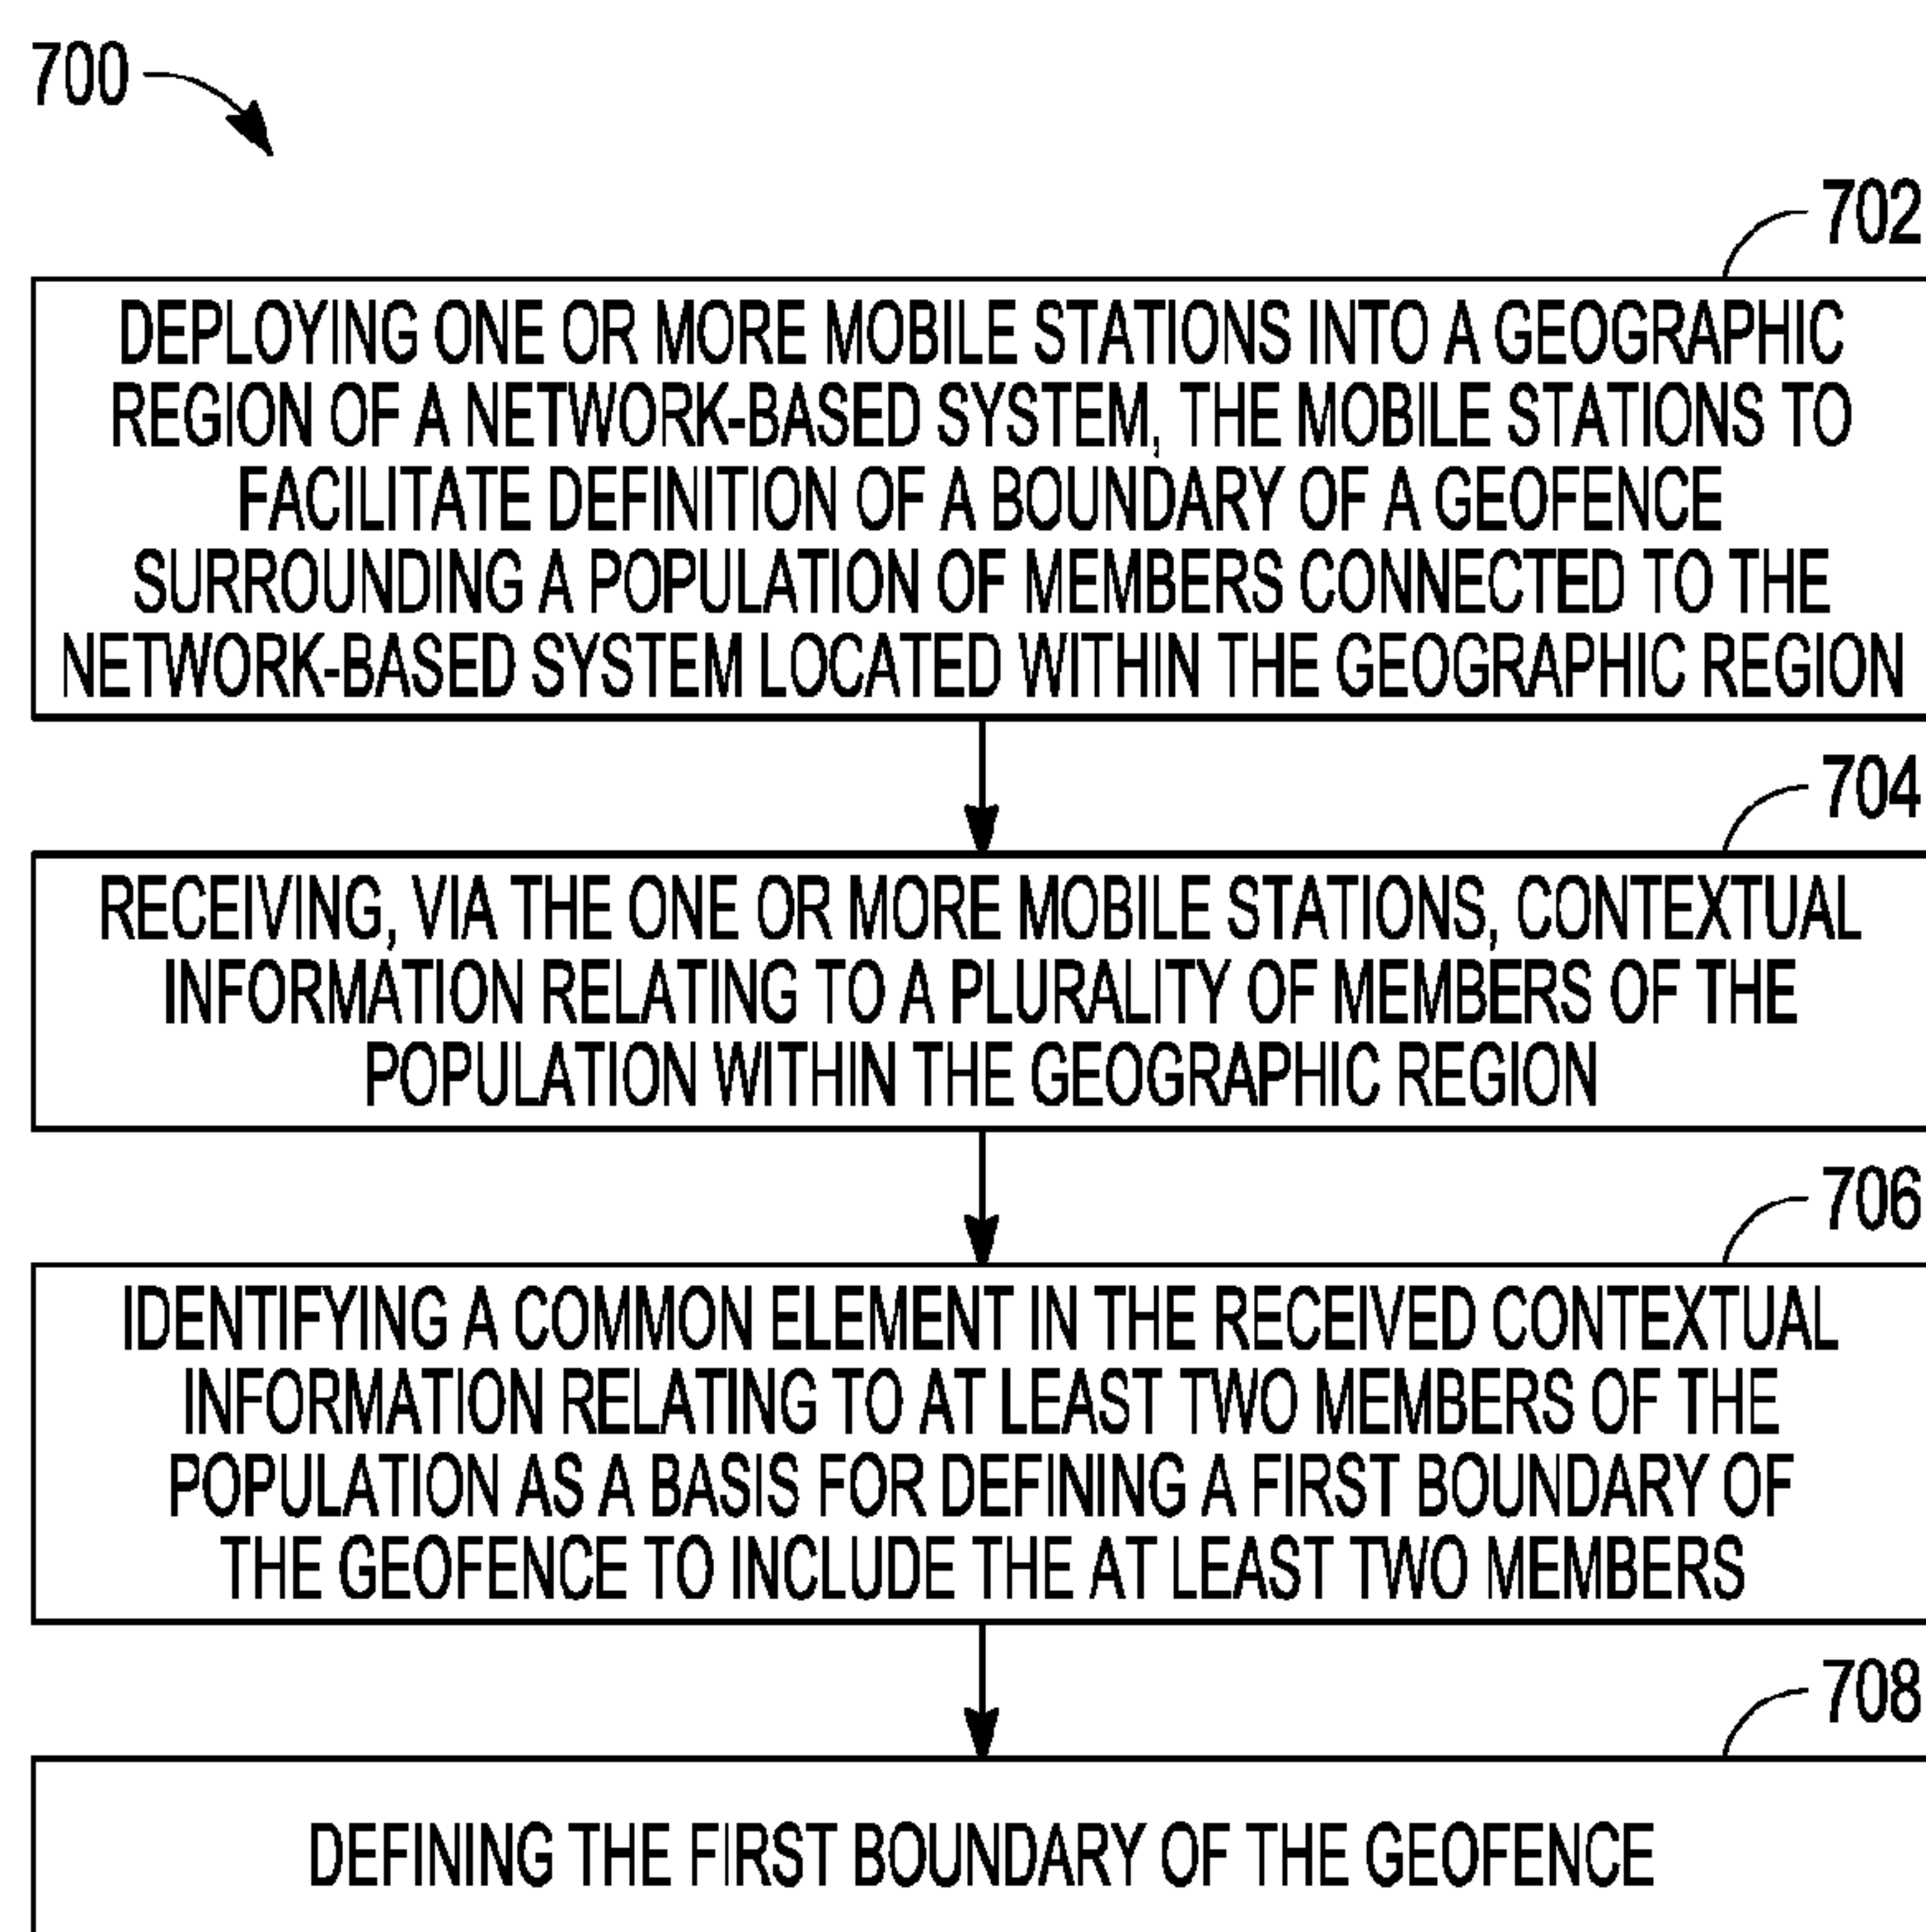 700
702
DEPLOYING ONE OR MORE MOBILE STATIONS INTO A GEOGRAPHIC
REGION OF A NETWORK-BASED SYSTEM, THE MOBILE STATIONS TO
FACILITATE DEFINITION OF A BOUNDARY OF A GEOFENCE
SURROUNDING A POPULATION OF MEMBERS CONNECTED TO THE
NETWORK-BASED SYSTEM LOCATED WITHIN THE GEOGRAPHIC REGION
704
RECEIVING, VIA THE ONE OR MORE MOBILE STATIONS, CONTEXTUAL
INFORMATION RELATING TO A PLURALITY OF MEMBERS OF THE
POPULATION WITHIN THE GEOGRAPHIC REGION
706
IDENTIFYING A COMMON ELEMENT IN THE RECEIVED CONTEXTUAL
INFORMATION RELATING TO AT LEAST TWO MEMBERS OF THE
POPULATION AS A BASIS FOR DEFINING A FIRST BOUNDARY OF
THE GEOFENCE TO INCLUDE THE AT LEAST TWO MEMBERS
708
DEFINING THE FIRST BOUNDARY OF THE GEOFENCE